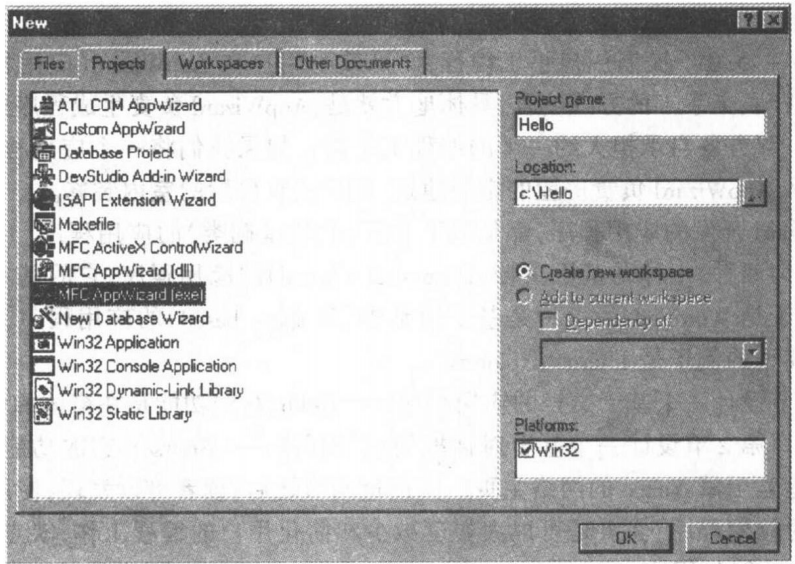 New
Files
Projects
Workspaces
Other Documents
ATL COM AppWizard
Custom AppWizard
Database Project
DevStudio Add-in Wizard
ISAPI Extension Wizard
Makefile
MFC ActiveX ControlWizard
MFC AppWizard (dll)
MFC AppWizard (exe)
New Database Wizard
Win32 Application
Win32 Console Application
Win32 Dynamic-Link Library
Win32 Static Library
Project name:
Hello
Location:
c:\Hello
...
Create new workspace
Add to current workspace
Dependency of:
Platforms:
Win32
OK
Cancel